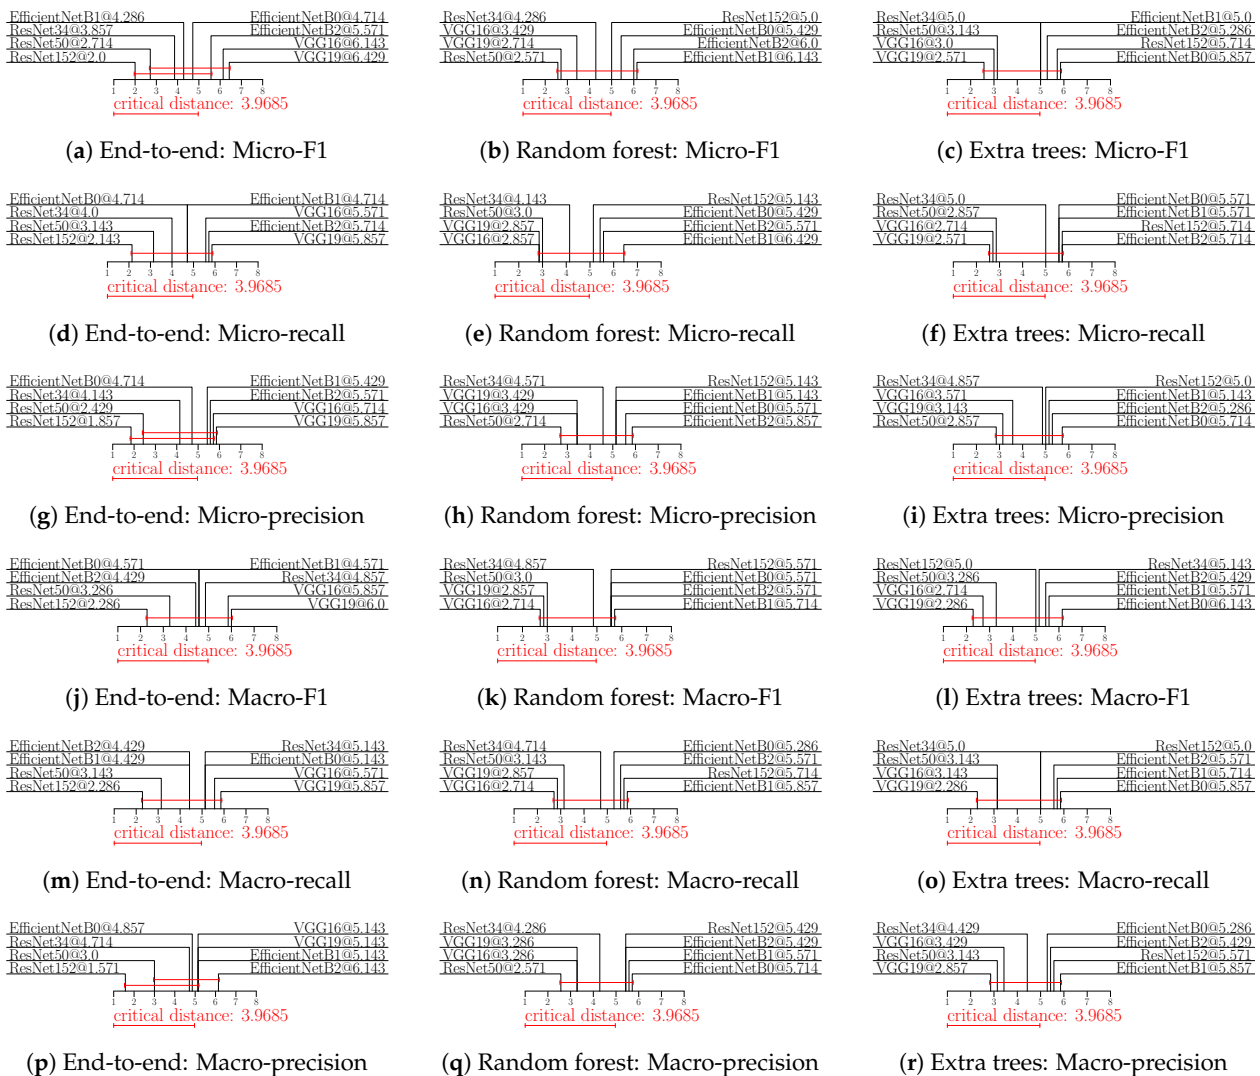 EfficientNetB1@4.286 EfficientNetB0@4.714
ResNet34@3.857 EfficientNetB2@5.571
ResNet50@2.714 VGG16@6.143
ResNet152@2.0 VGG19@6.429
1 2 3 4 5 6 7 8
critical distance: 3.9685
(a) End-to-end: Micro-F1
ResNet34@4.286 ResNet152@5.0
VGG16@3.429 EfficientNetB0@5.429
VGG19@2.714 EfficientNetB2@6.0
ResNet50@2.571 EfficientNetB1@6.143
1 2 3 4 5 6 7 8
critical distance: 3.9685
(b) Random forest: Micro-F1
ResNet34@5.0 EfficientNetB1@5.0
ResNet50@3.143 EfficientNetB2@5.286
VGG16@3.0 ResNet152@5.714
VGG19@2.571 EfficientNetB0@5.857
1 2 3 4 5 6 7 8
critical distance: 3.9685
(c) Extra trees: Micro-F1
EfficientNetB0@4.714 EfficientNetB1@4.714
ResNet34@4.0 VGG16@5.571
ResNet50@3.143 EfficientNetB2@5.714
ResNet152@2.143 VGG19@5.857
1 2 3 4 5 6 7 8
critical distance: 3.9685
(d) End-to-end: Micro-recall
ResNet34@4.143 ResNet152@5.143
ResNet50@3.0 EfficientNetB0@5.429
VGG19@2.857 EfficientNetB2@5.571
VGG16@2.857 EfficientNetB1@6.429
1 2 3 4 5 6 7 8
critical distance: 3.9685
(e) Random forest: Micro-recall
ResNet34@5.0 EfficientNetB0@5.571
ResNet50@2.857 EfficientNetB1@5.571
VGG16@2.714 ResNet152@5.714
VGG19@2.571 EfficientNetB2@5.714
1 2 3 4 5 6 7 8
critical distance: 3.9685
(f) Extra trees: Micro-recall
EfficientNetB0@4.714 EfficientNetB1@5.429
ResNet34@4.143 EfficientNetB2@5.571
ResNet50@2.429 VGG16@5.714
ResNet152@1.857 VGG19@5.857
1 2 3 4 5 6 7 8
critical distance: 3.9685
(g) End-to-end: Micro-precision
ResNet34@4.571 ResNet152@5.143
VGG19@3.429 EfficientNetB1@5.143
VGG16@3.429 EfficientNetB0@5.571
ResNet50@2.714 EfficientNetB2@5.857
1 2 3 4 5 6 7 8
critical distance: 3.9685
(h) Random forest: Micro-precision
ResNet34@4.857 ResNet152@5.0
VGG16@3.571 EfficientNetB1@5.143
VGG19@3.143 EfficientNetB2@5.286
ResNet50@2.857 EfficientNetB0@5.714
1 2 3 4 5 6 7 8
critical distance: 3.9685
(i) Extra trees: Micro-precision
EfficientNetB0@4.571 EfficientNetB1@4.571
EfficientNetB2@4.429 ResNet34@4.857
ResNet50@3.286 VGG16@5.857
ResNet152@2.286 VGG19@6.0
1 2 3 4 5 6 7 8
critical distance: 3.9685
(j) End-to-end: Macro-F1
ResNet34@4.857 ResNet152@5.571
ResNet50@3.0 EfficientNetB0@5.571
VGG19@2.857 EfficientNetB2@5.571
VGG16@2.714 EfficientNetB1@5.714
1 2 3 4 5 6 7 8
critical distance: 3.9685
(k) Random forest: Macro-F1
ResNet152@5.0 ResNet34@5.143
ResNet50@3.286 EfficientNetB2@5.429
VGG16@2.714 EfficientNetB1@5.571
VGG19@2.286 EfficientNetB0@6.143
1 2 3 4 5 6 7 8
critical distance: 3.9685
(l) Extra trees: Macro-F1
EfficientNetB2@4.429 ResNet34@5.143
EfficientNetB1@4.429 EfficientNetB0@5.143
ResNet50@3.143 VGG16@5.571
ResNet152@2.286 VGG19@5.857
1 2 3 4 5 6 7 8
critical distance: 3.9685
(m) End-to-end: Macro-recall
ResNet34@4.714 EfficientNetB0@5.286
ResNet50@3.143 EfficientNetB2@5.571
VGG19@2.857 ResNet152@5.714
VGG16@2.714 EfficientNetB1@5.857
1 2 3 4 5 6 7 8
critical distance: 3.9685
(n) Random forest: Macro-recall
ResNet34@5.0 ResNet152@5.0
ResNet50@3.143 EfficientNetB2@5.571
VGG16@3.143 EfficientNetB1@5.714
VGG19@2.286 EfficientNetB0@5.857
1 2 3 4 5 6 7 8
critical distance: 3.9685
(o) Extra trees: Macro-recall
EfficientNetB0@4.857 VGG16@5.143
ResNet34@4.714 VGG19@5.143
ResNet50@3.0 EfficientNetB1@5.143
ResNet152@1.571 EfficientNetB2@6.143
1 2 3 4 5 6 7 8
critical distance: 3.9685
(p) End-to-end: Macro-precision
ResNet34@4.286 ResNet152@5.429
VGG19@3.286 EfficientNetB2@5.429
VGG16@3.286 EfficientNetB1@5.571
ResNet50@2.571 EfficientNetB0@5.714
1 2 3 4 5 6 7 8
critical distance: 3.9685
(q) Random forest: Macro-precision
ResNet34@4.429 EfficientNetB0@5.286
VGG16@3.429 EfficientNetB2@5.429
ResNet50@3.143 ResNet152@5.571
VGG19@2.857 EfficientNetB1@5.857
1 2 3 4 5 6 7 8
critical distance: 3.9685
(r) Extra trees: Macro-precision